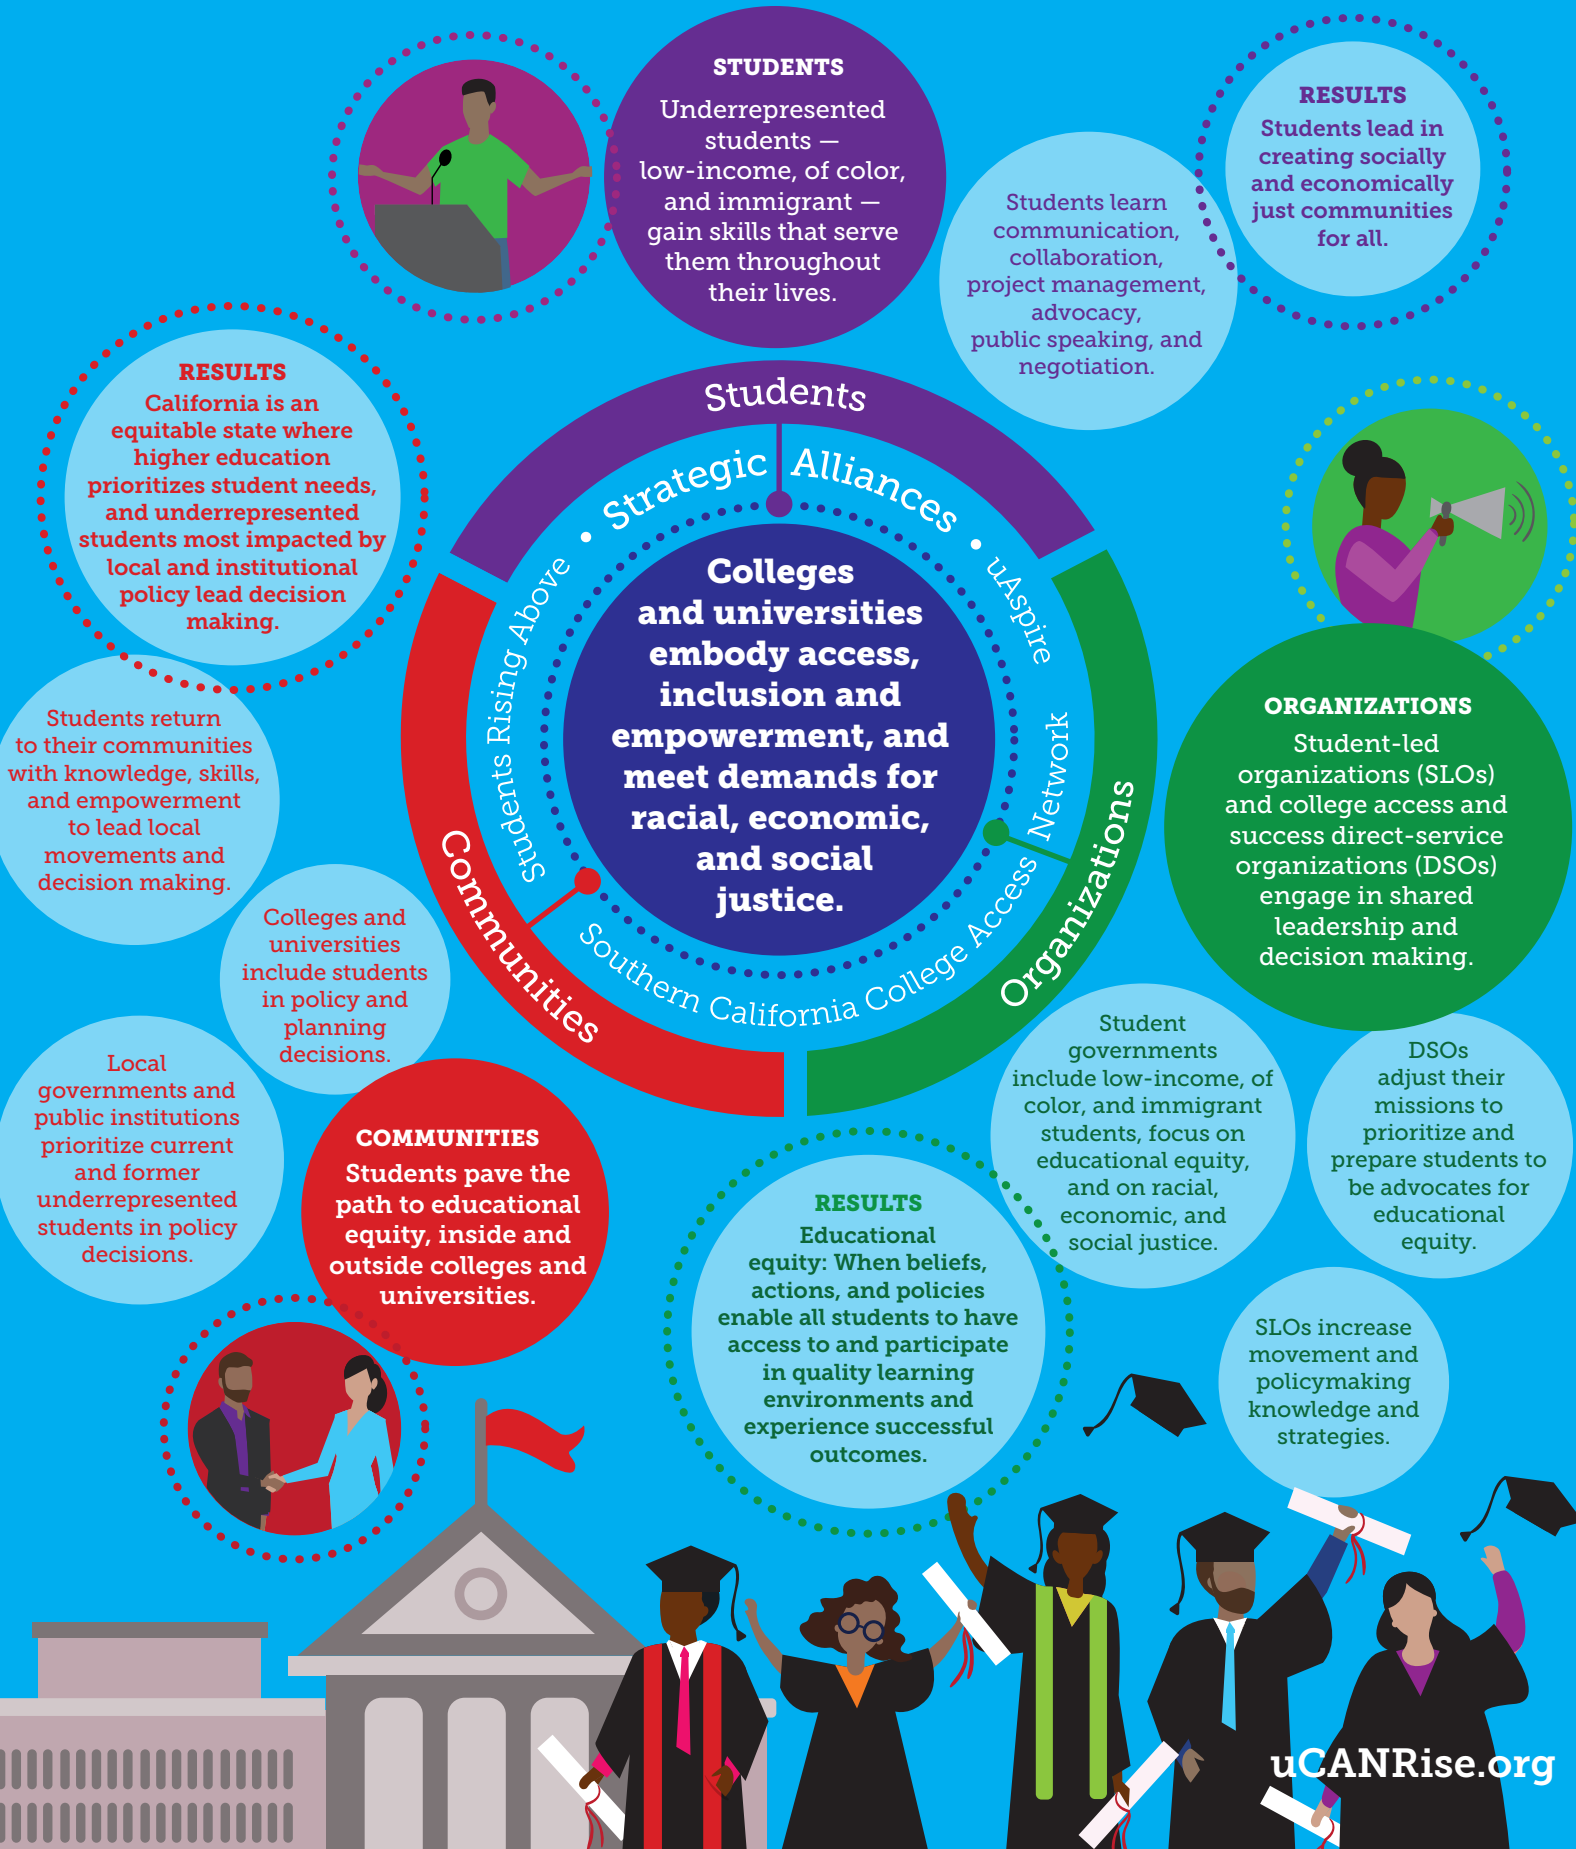 STUDENTS
Underrepresented
students —
low-income, of color,
and immigrant —
gain skills that serve
them throughout
their lives.
Students learn
communication,
collaboration,
project management,
advocacy,
public speaking, and
negotiation.
RESULTS
Students lead in
creating socially
and economically
just communities
for all.
RESULTS
California is an
equitable state where
higher education
prioritizes student needs,
and underrepresented
students most impacted by
local and institutional
policy lead decision
making.
Students return
to their communities
with knowledge, skills,
and empowerment
to lead local
movements and
decision making.
Colleges and
universities
include students
in policy and
planning
decisions.
Local
governments and
public institutions
prioritize current
and former
underrepresented
students in policy
decisions.
COMMUNITIES
Students pave the
path to educational
equity, inside and
outside colleges and
universities.
Students
Organizations
Communities
Strategic Alliances
• uAspire
Southern California College Access Network
Students Rising Above •
Colleges
and universities
embody access,
inclusion and
empowerment, and
meet demands for
racial, economic,
and social
justice.
ORGANIZATIONS
Student-led
organizations (SLOs)
and college access and
success direct-service
organizations (DSOs)
engage in shared
leadership and
decision making.
Student
governments
include low-income, of
color, and immigrant
students, focus on
educational equity,
and on racial,
economic, and
social justice.
DSOs
adjust their
missions to
prioritize and
prepare students to
be advocates for
educational
equity.
SLOs increase
movement and
policymaking
knowledge and
strategies.
RESULTS
Educational
equity: When beliefs,
actions, and policies
enable all students to have
access to and participate
in quality learning
environments and
experience successful
outcomes.
uCANRise.org